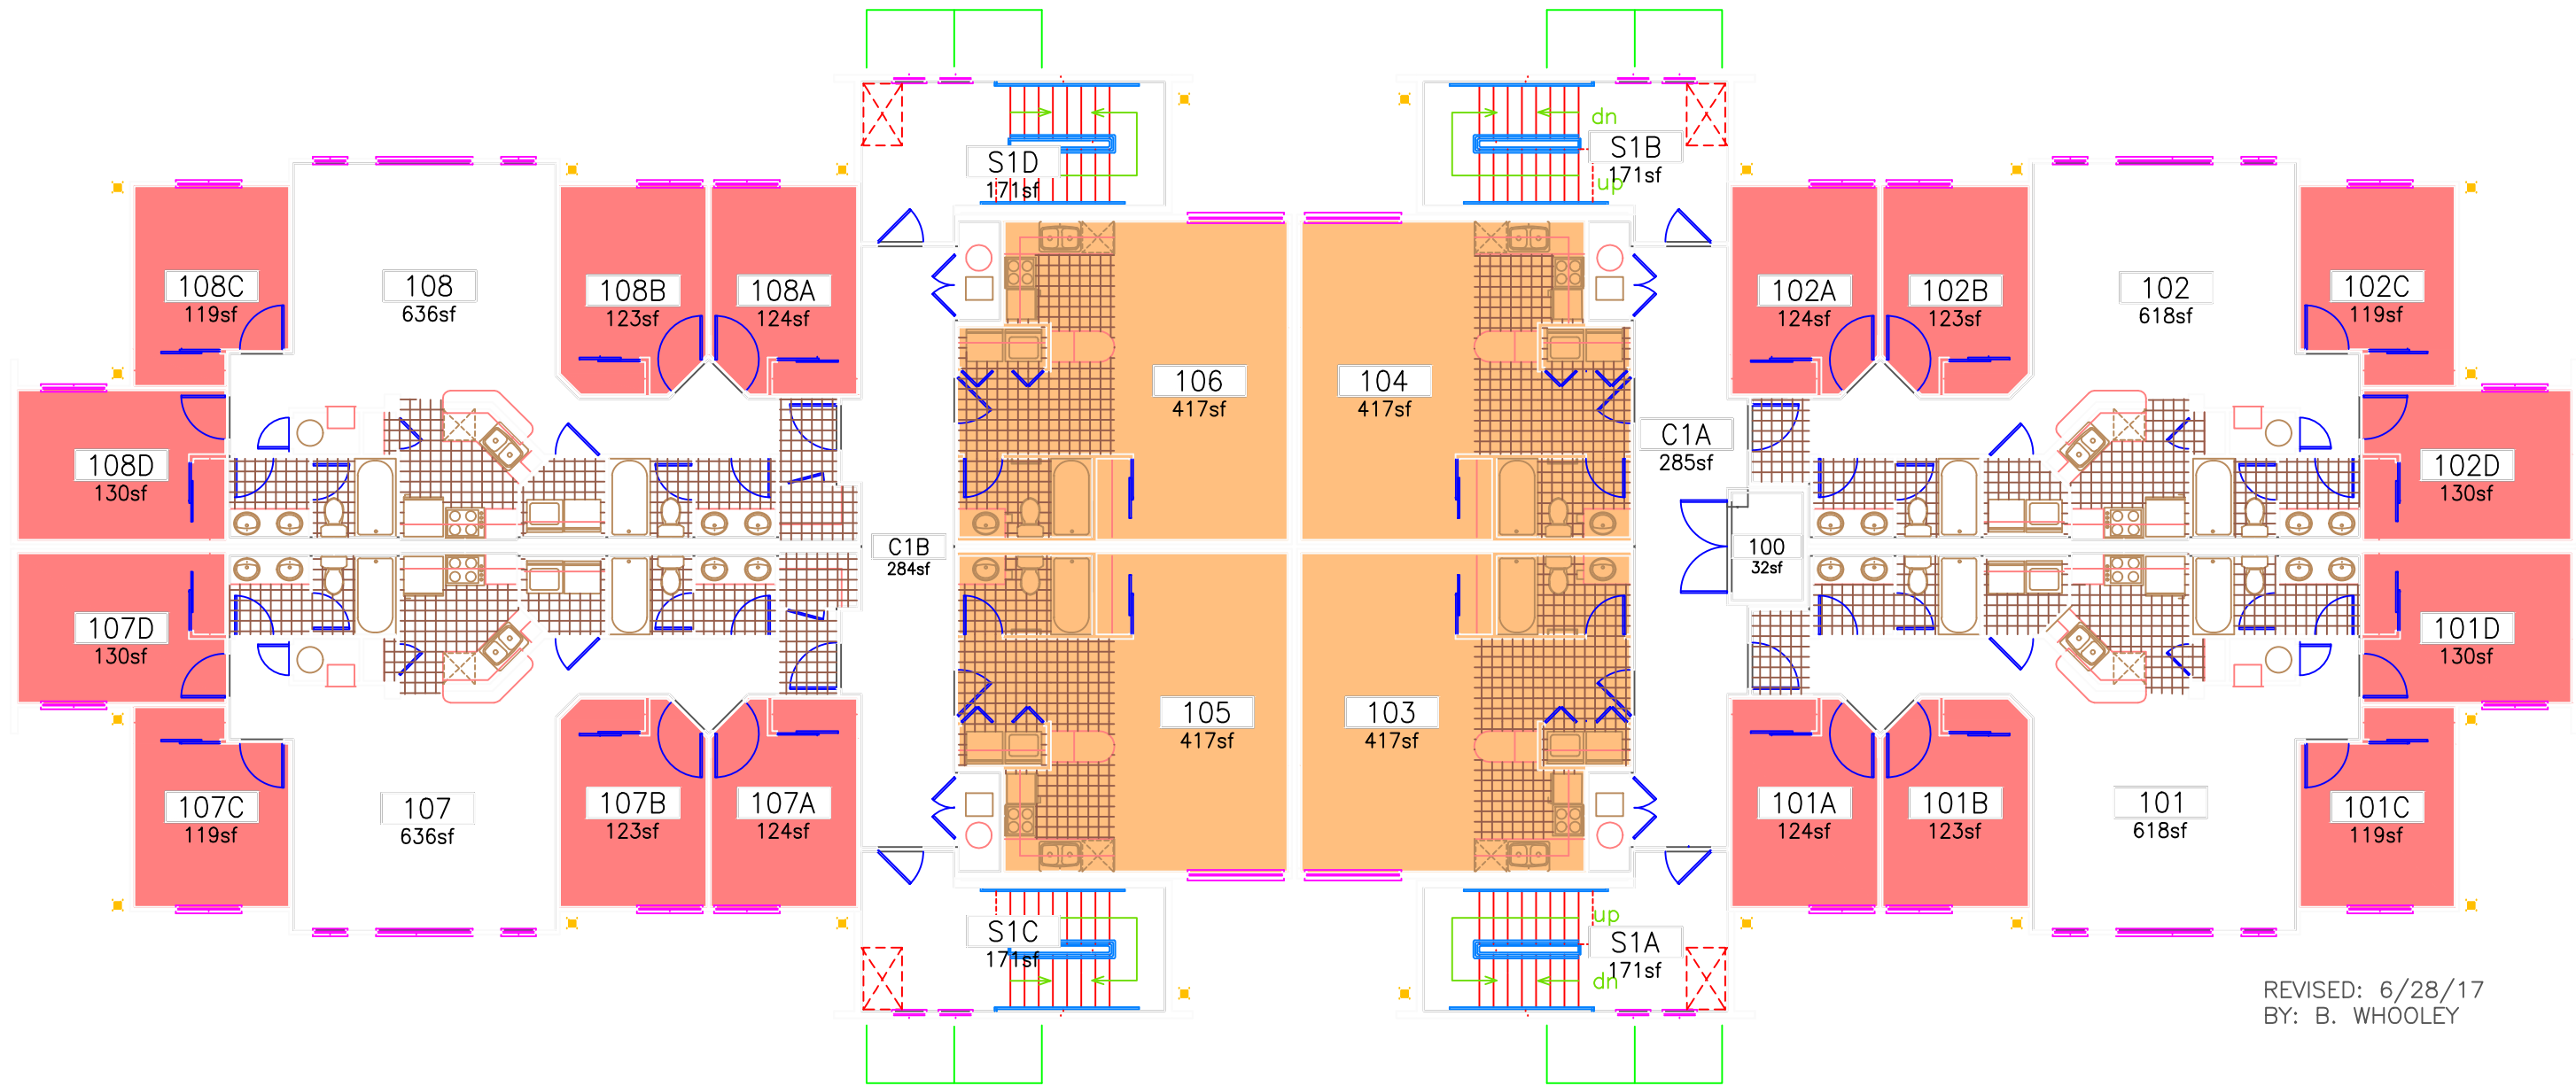 dn
S1D
171sf
S1B
171sf
up
108C
119sf
108
636sf
108B
123sf
108A
124sf
102A
124sf
102B
123sf
102
618sf
102C
119sf
106
417sf
104
417sf
C1A
285sf
108D
130sf
102D
130sf
C1B
284sf
100
32sf
107D
130sf
101D
130sf
105
417sf
103
417sf
107C
119sf
107
636sf
107B
123sf
107A
124sf
101A
124sf
101B
123sf
101
618sf
101C
119sf
up
S1C
171sf
S1A
171sf
dn
REVISED: 6/28/17
BY: B. WHOOLEY